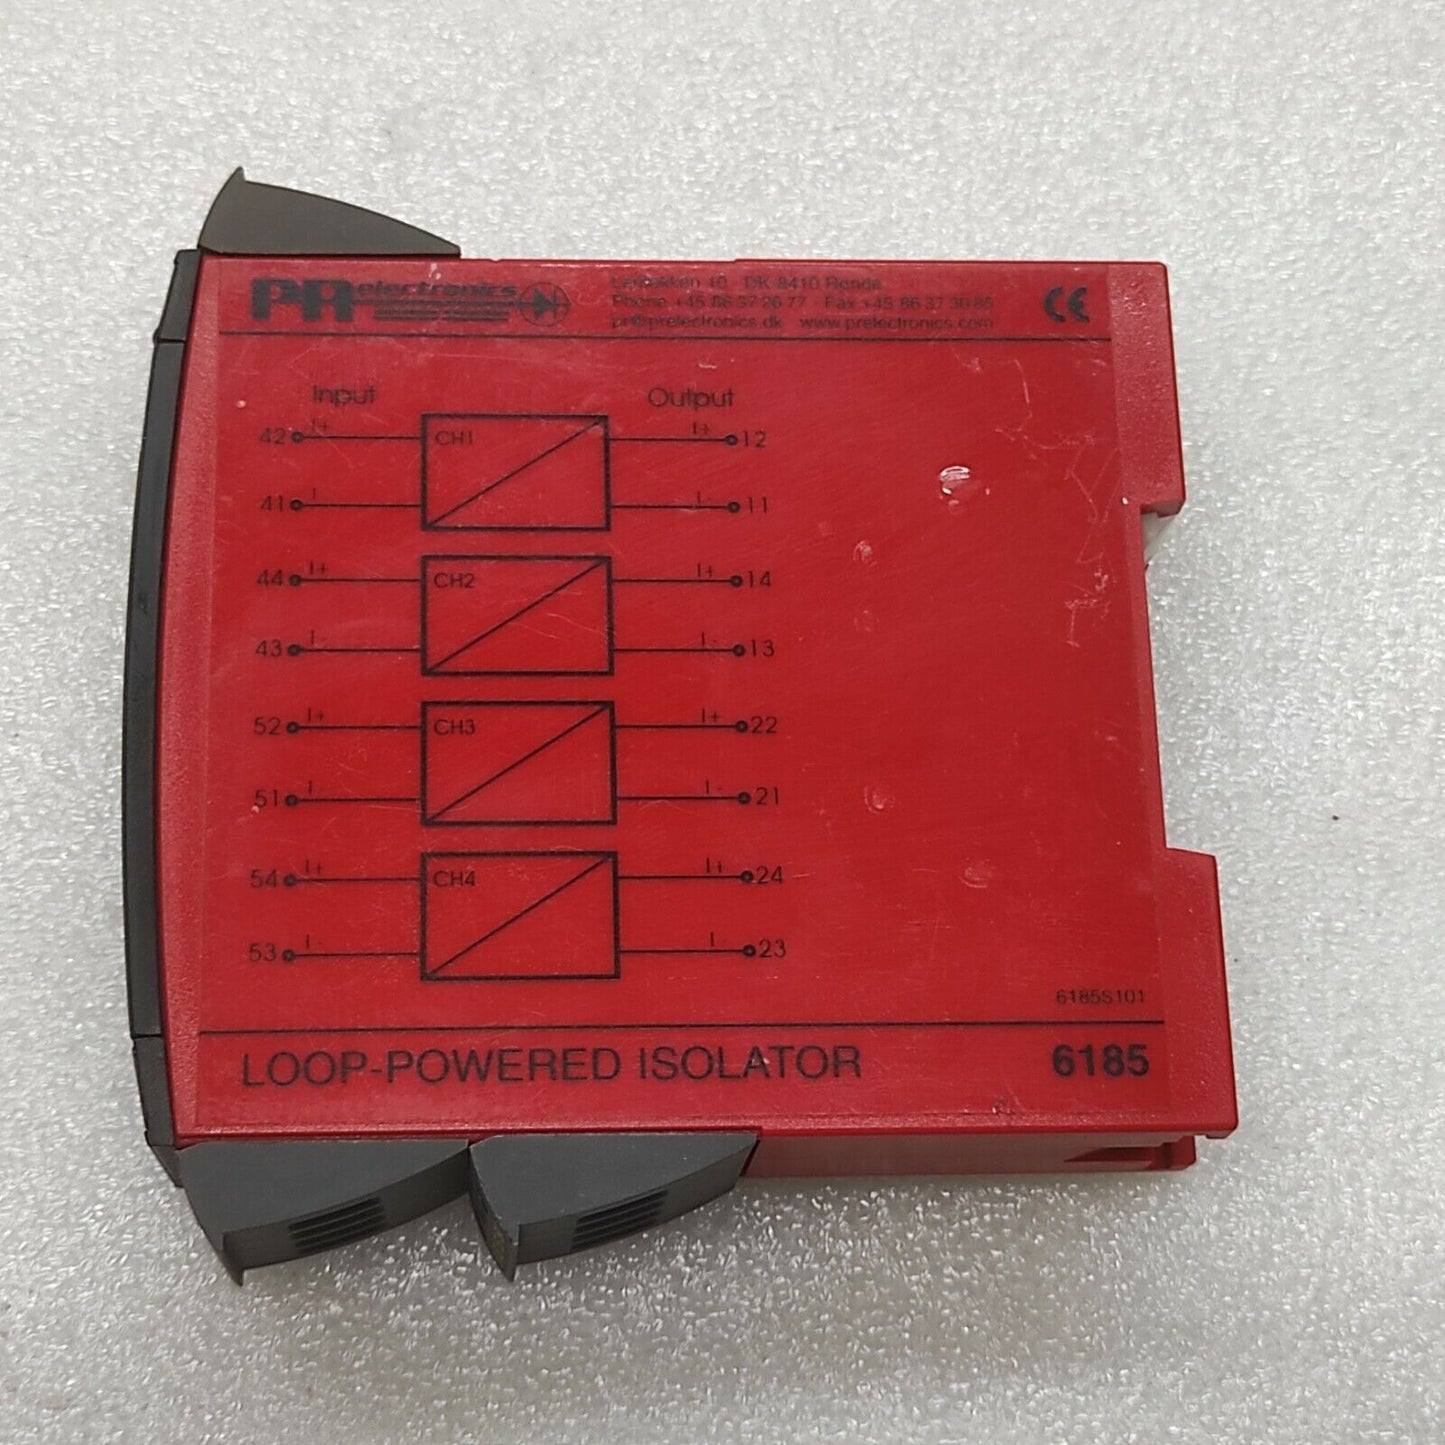 PR electronics
Lerbakken 10 DK 8410 Rønde
Phone +45 86 37 26 77 · Fax +45 86 37 30 85
pr@prelectronics.dk www.prelectronics.com
CE
Input Output
42 I+ CH1 I+ 12
41 I I - 11
44 I+ CH2 I+ 14
43 I - I - 13
52 I+ CH3 I+ 22
51 I I - 21
54 I+ CH4 I+ 24
53 I - I - 23
6185S101
LOOP-POWERED ISOLATOR 6185